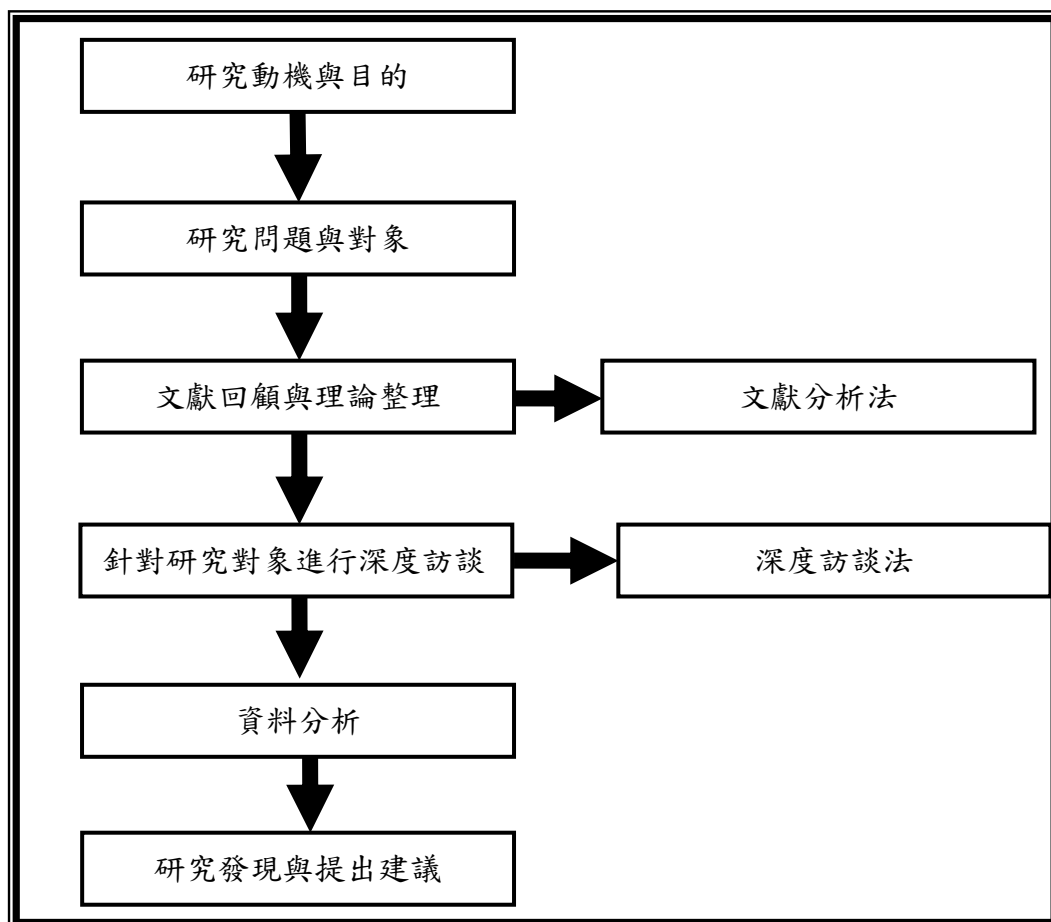 研究動機與目的
研究問題與對象
文獻回顧與理論整理
文獻分析法
針對研究對象進行深度訪談
深度訪談法
資料分析
研究發現與提出建議